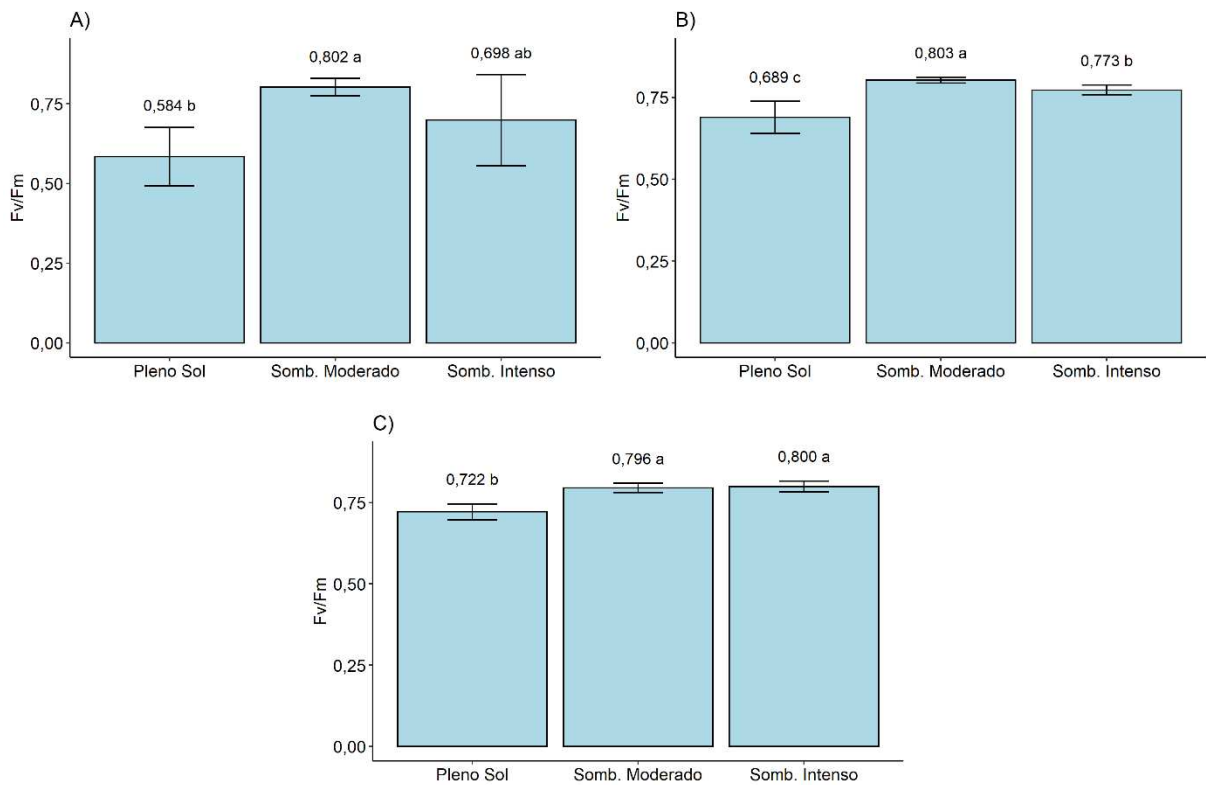 A)
0,584 b
0,802 a
0,698 ab
0,75
0,50
0,25
0,00
Fv/Fm
Pleno Sol
Somb. Moderado
Somb. Intenso
B)
0,689 c
0,803 a
0,773 b
0,75
0,50
0,25
0,00
Fv/Fm
Pleno Sol
Somb. Moderado
Somb. Intenso
C)
0,722 b
0,796 a
0,800 a
0,75
0,50
0,25
0,00
Fv/Fm
Pleno Sol
Somb. Moderado
Somb. Intenso